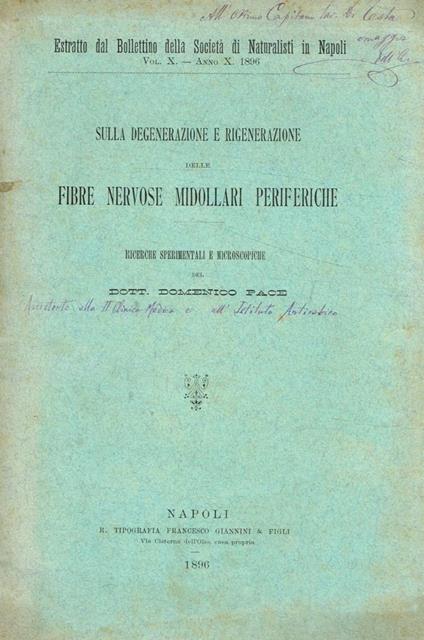 All' Ottimo Capitano Cav. De Costa
omaggio
Estratto dal Bollettino della Società di Naturalisti in Napoli
VOL. X. — ANNO X. 1896
SULLA DEGENERAZIONE E RIGENERAZIONE
DELLE
FIBRE NERVOSE MIDOLLARI PERIFERICHE
RICERCHE SPERIMENTALI E MICROSCOPICHE
DEL
DOTT. DOMENICO PACE
Assistente alla II Clinica Medica e all' Istituto Antirabico
NAPOLI
R. TIPOGRAFIA FRANCESCO GIANNINI & FIGLI
Via Cisterna dell'Olio, casa propria
1896